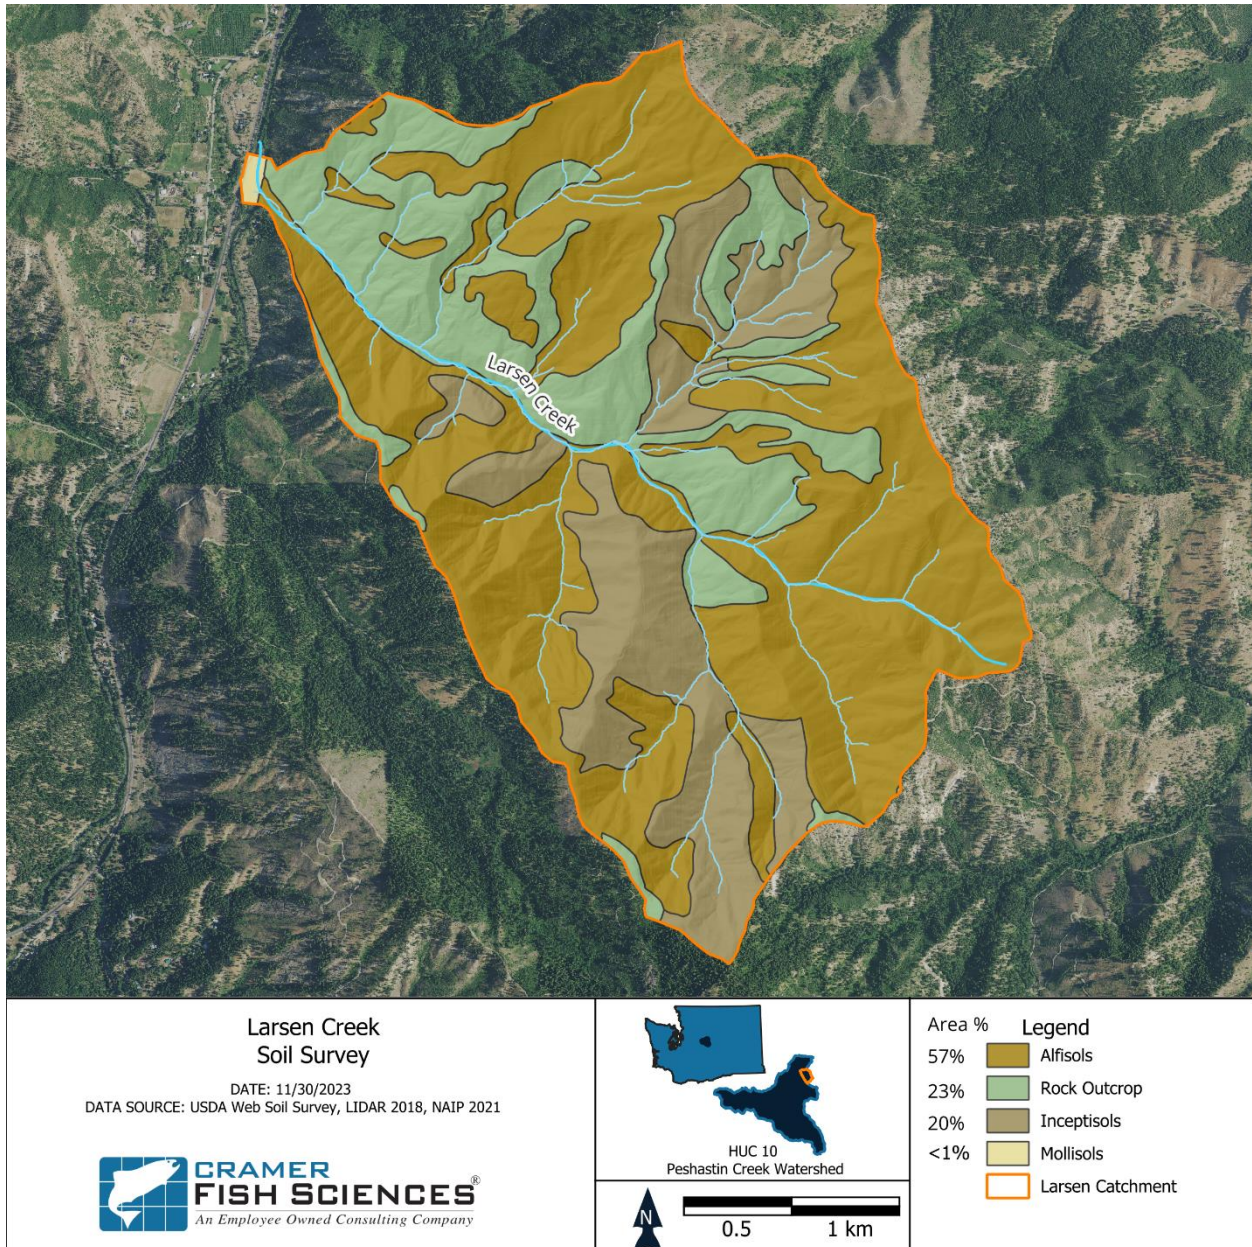 Larsen Creek
Larsen Creek
Soil Survey
DATE: 11/30/2023
DATA SOURCE: USDA Web Soil Survey, LIDAR 2018, NAIP 2021
CRAMER
FISH SCIENCES®
An Employee Owned Consulting Company
HUC 10
Peshastin Creek Watershed
N
0.5 1 km
Area % Legend
57% Alfisols
23% Rock Outcrop
20% Inceptisols
<1% Mollisols
Larsen Catchment